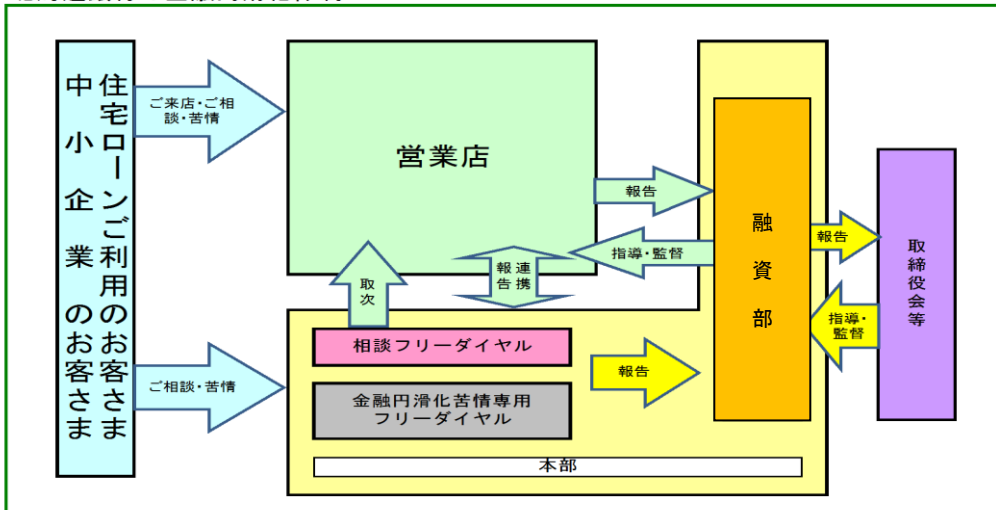 住宅ローンご利用のお客さま
中小企業のお客さま
ご来店・ご相
談・苦情
営業店
報告
指導・監督
取次
連携
報告
ご相談・苦情
相談フリーダイヤル
金融円滑化苦情専用
フリーダイヤル
報告
本部
融資部
報告
指導・
監督
取締役会等